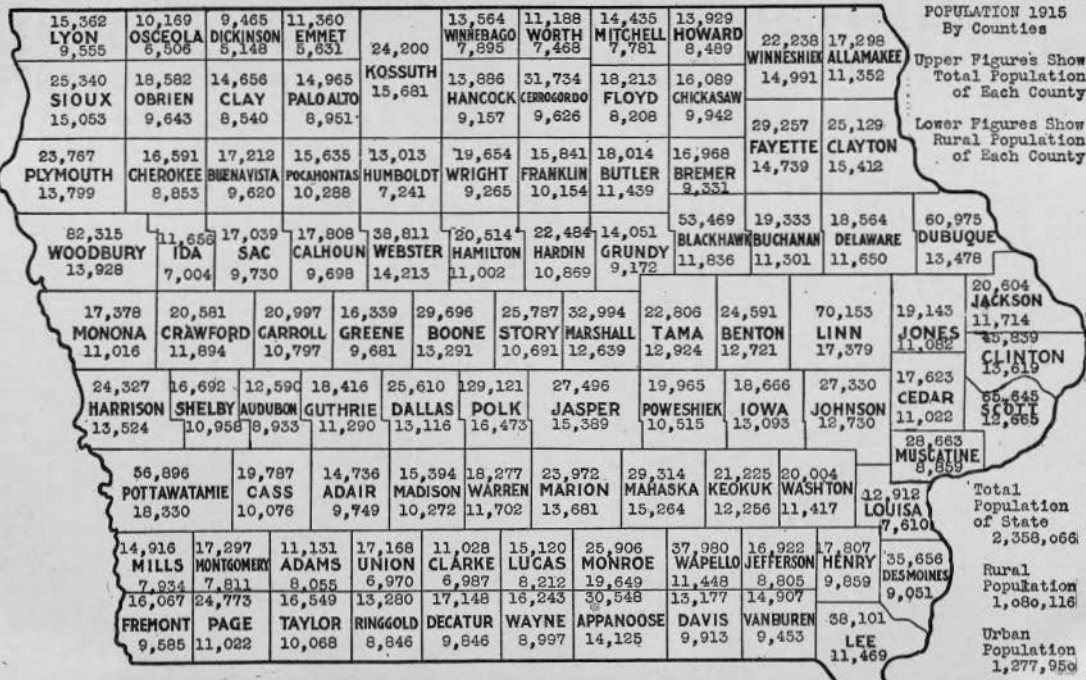 POPULATION 1915
By Counties
Upper Figure's Show
Total Population
of Each County
Lower Figures Show
Rural Population
of Each County
15,362
LYON
9,555
10,169
OSCEOLA
6,506
9,465
DICKINSON
5,148
11,360
EMMET
5,631
24,200
KOSSUTH
15,681
13,564
WINNEBAGO
7,895
11,188
WORTH
7,468
14,435
MITCHELL
7,781
13,929
HOWARD
8,489
22,238
WINNESHIEK
14,991
17,298
ALLAMAKEE
11,352
25,340
SIOUX
15,053
18,582
OBRIEN
9,643
14,656
CLAY
8,540
14,965
PALO ALTO
8,951
13,886
HANCOCK
9,157
31,734
CERROGORDO
9,626
18,213
FLOYD
8,208
16,089
CHICKASAW
9,942
29,257
FAYETTE
14,739
25,129
CLAYTON
15,412
23,767
PLYMOUTH
13,799
16,591
CHEROKEE
8,853
17,212
BUENAVISTA
9,620
15,635
POCAHONTAS
10,288
13,013
HUMBOLDT
7,241
19,654
WRIGHT
9,265
15,841
FRANKLIN
10,154
18,014
BUTLER
11,439
16,968
BREMER
9,331
82,315
WOODBURY
13,928
11,656
IDA
7,004
17,039
SAC
9,730
17,808
CALHOUN
9,698
38,811
WEBSTER
14,213
20,514
HAMILTON
11,002
22,484
HARDIN
10,869
14,051
GRUNDY
9,172
53,469
BLACKHAWK
11,836
19,333
BUCHANAN
11,301
18,564
DELAWARE
11,650
60,975
DUBUQUE
13,478
17,378
MONONA
11,016
20,581
CRAWFORD
11,894
20,997
CARROLL
10,797
16,339
GREENE
9,681
29,696
BOONE
13,291
25,787
STORY
10,691
32,994
MARSHALL
12,639
22,806
TAMA
12,924
24,591
BENTON
12,721
70,153
LINN
17,379
19,143
JONES
11,082
20,604
JACKSON
11,714
45,839
CLINTON
13,619
24,327
HARRISON
13,524
16,692
SHELBY
10,958
12,590
AUDUBON
8,933
18,416
GUTHRIE
11,290
25,610
DALLAS
13,116
129,121
POLK
16,473
27,496
JASPER
15,389
19,965
POWESHIEK
10,515
18,666
IOWA
13,093
27,330
JOHNSON
12,730
17,623
CEDAR
11,022
65,645
SCOTT
12,665
28,663
MUSCATINE
8,859
56,896
POTTAWATAMIE
18,330
19,787
CASS
10,076
14,736
ADAIR
9,749
15,394
MADISON
10,272
18,277
WARREN
11,702
23,972
MARION
13,681
29,314
MAHASKA
15,264
21,225
KEOKUK
12,256
20,004
WASHTON
11,417
12,912
LOUISA
7,610
14,916
MILLS
7,934
17,297
MONTGOMERY
7,811
11,131
ADAMS
8,055
17,168
UNION
6,970
11,028
CLARKE
6,987
15,120
LUCAS
8,212
25,906
MONROE
19,649
37,980
WAPELLO
11,448
16,922
JEFFERSON
8,805
17,807
HENRY
9,859
35,656
DESMOINES
9,051
16,067
FREMONT
9,585
24,773
PAGE
11,022
16,549
TAYLOR
10,068
13,280
RINGGOLD
8,846
17,148
DECATUR
9,846
16,243
WAYNE
8,997
30,548
APPANOOSE
14,125
13,177
DAVIS
9,913
14,907
VANBUREN
9,453
38,101
LEE
11,469
Total
Population
of State
2,358,066
Rural
Population
1,080,116
Urban
Population
1,277,950